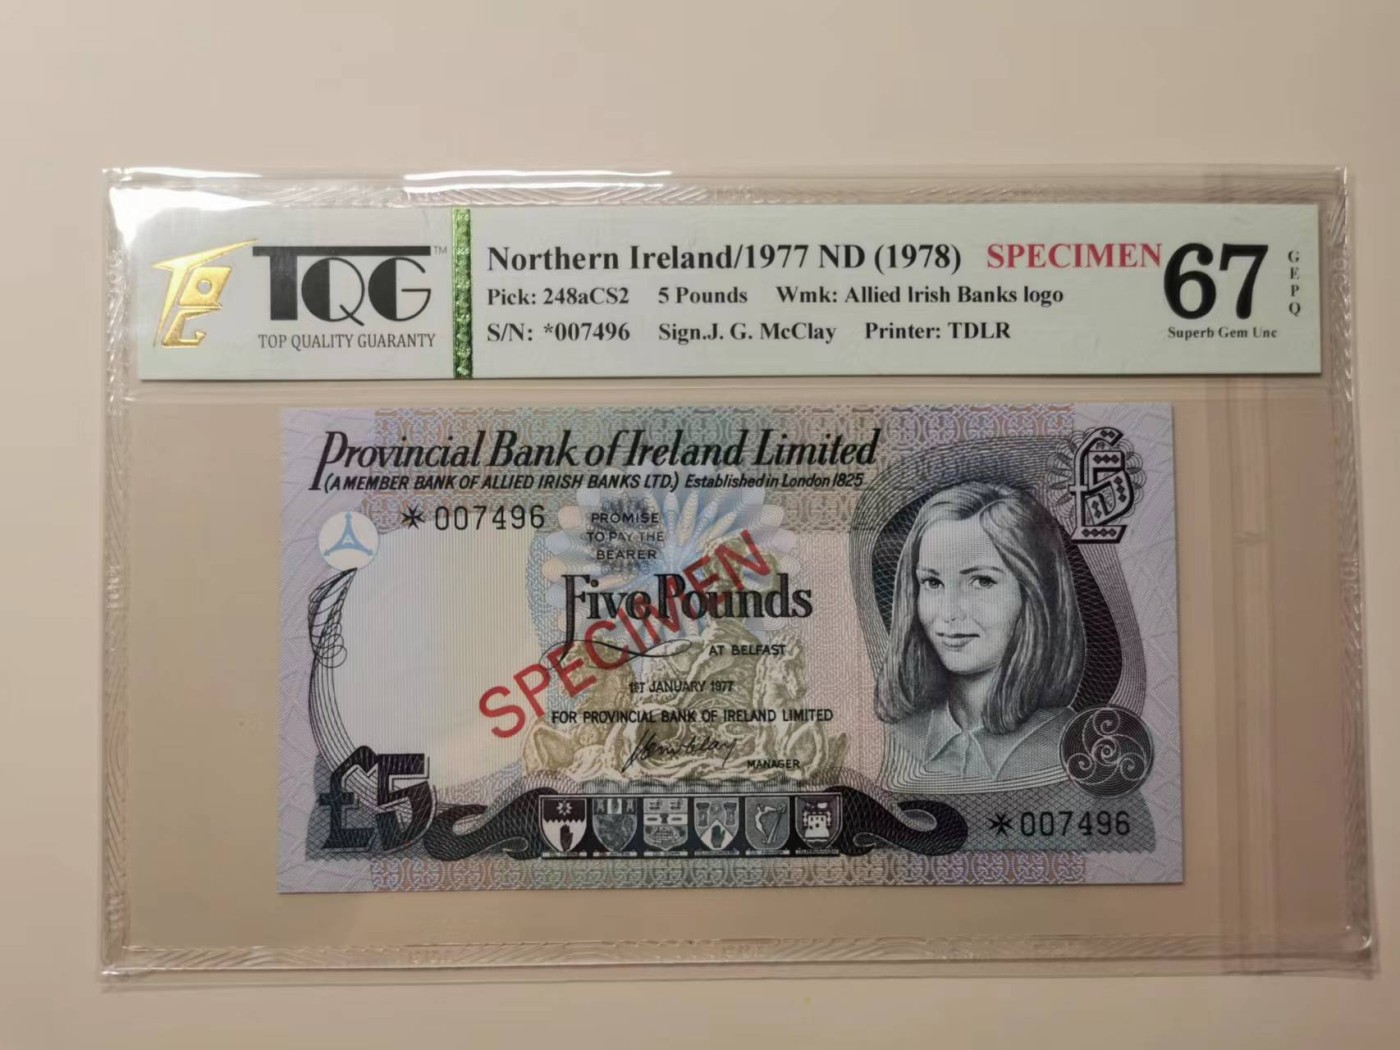 TQG™
TOP QUALITY GUARANTY
Northern Ireland/1977 ND (1978) SPECIMEN
Pick: 248aCS2 5 Pounds Wmk: Allied Irish Banks logo
S/N: *007496 Sign.J. G. McClay Printer: TDLR
67
Superb Gem Unc
GEPQ
Provincial Bank of Ireland Limited
(A MEMBER BANK OF ALLIED IRISH BANKS LTD.) Established in London 1825
*007496
PROMISE
TO PAY THE
BEARER
£5
Five Pounds
SPECIMEN
AT BELFAST
1ST JANUARY 1977
FOR PROVINCIAL BANK OF IRELAND LIMITED
MANAGER
£5
*007496